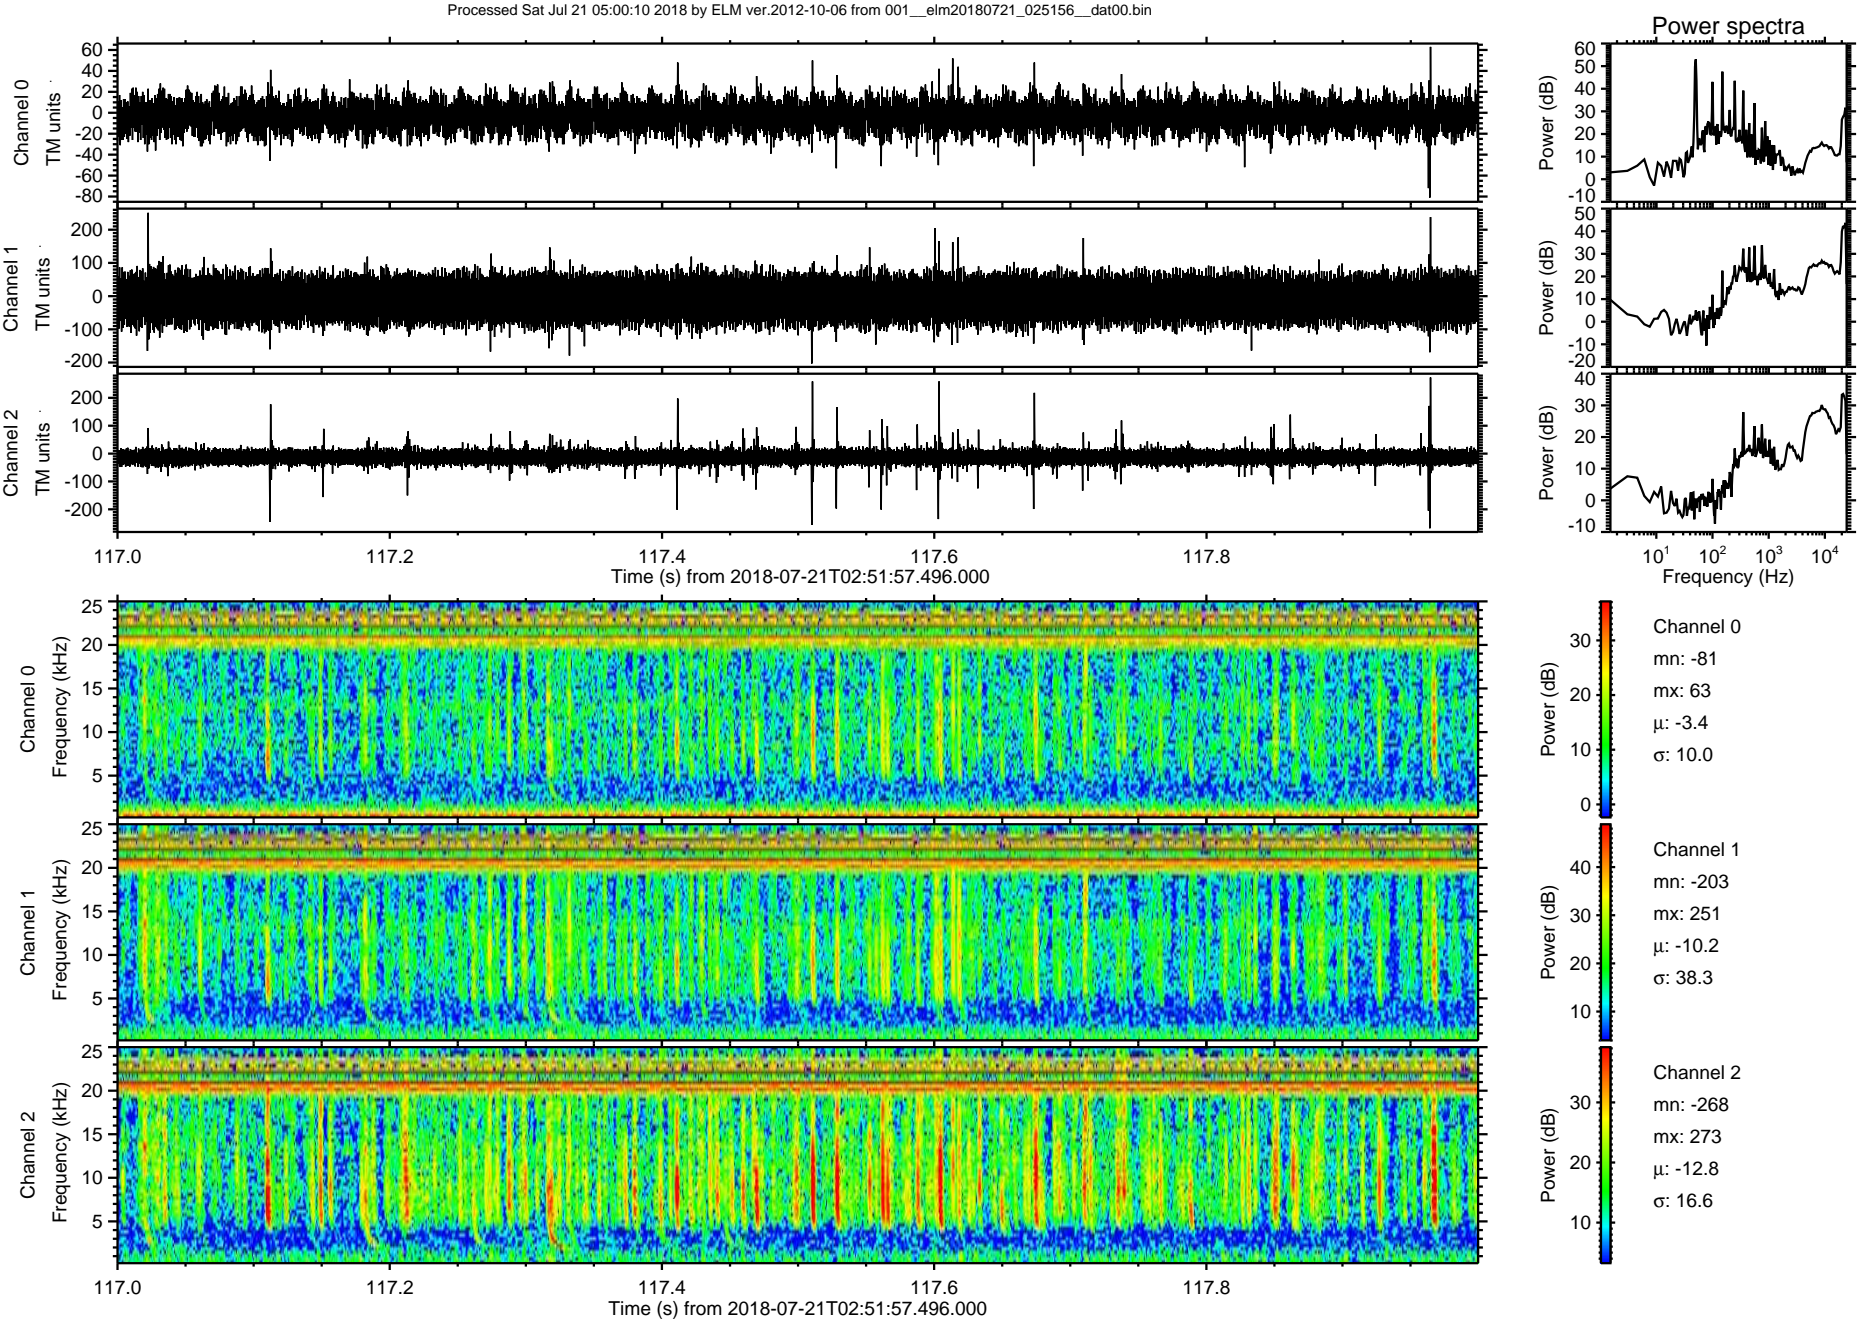 Processed Sat Jul 21 05:00:10 2018 by ELM ver.2012-10-06 from 001__elm20180721_025156__dat00.bin
Power spectra
Channel 0
TM units
60
40
20
0
-20
-40
-60
-80
Power (dB)
60
50
40
30
20
10
0
-10
Channel 1
TM units
200
100
0
-100
-200
Power (dB)
50
40
30
20
10
0
-10
-20
Channel 2
TM units
200
100
0
-100
-200
Power (dB)
40
30
20
10
0
-10
117.0 117.2 117.4 117.6 117.8
Time (s) from 2018-07-21T02:51:57.496.000
10¹ 10² 10³ 10⁴
Frequency (Hz)
Channel 0
Frequency (kHz)
25
20
15
10
5
Power (dB)
30
20
10
0
Channel 0
mn: -81
mx: 63
µ: -3.4
σ: 10.0
Channel 1
Frequency (kHz)
25
20
15
10
5
Power (dB)
40
30
20
10
Channel 1
mn: -203
mx: 251
µ: -10.2
σ: 38.3
Channel 2
Frequency (kHz)
25
20
15
10
5
Power (dB)
30
20
10
Channel 2
mn: -268
mx: 273
µ: -12.8
σ: 16.6
117.0 117.2 117.4 117.6 117.8
Time (s) from 2018-07-21T02:51:57.496.000